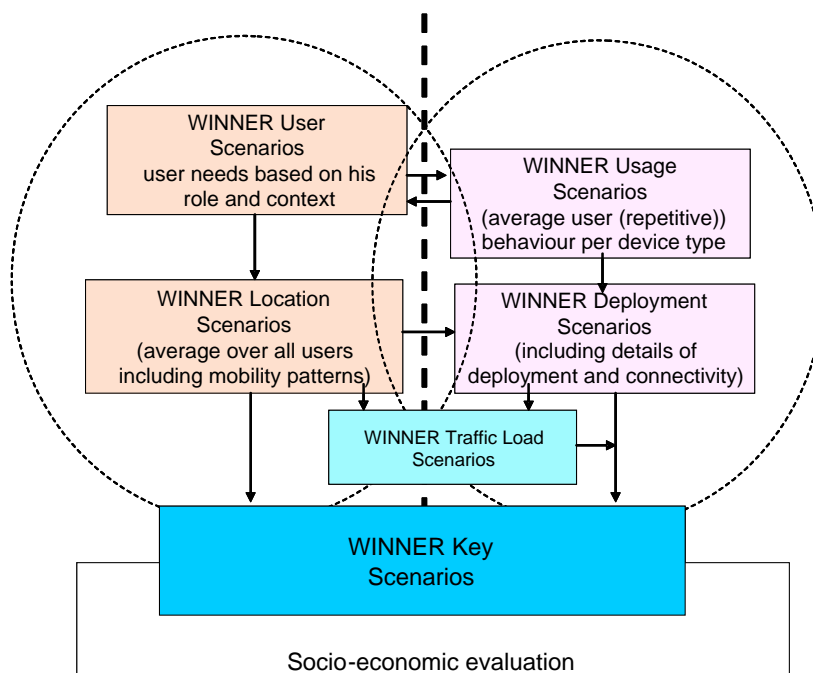 WINNER User
Scenarios
user needs based on his
role and context
WINNER Usage
Scenarios
(average user (repetitive))
behaviour per device type
WINNER Location
Scenarios
(average over all users
including mobility patterns)
WINNER Deployment
Scenarios
(including details of
deployment and connectivity)
WINNER Traffic Load
Scenarios
WINNER Key
Scenarios
Socio-economic evaluation